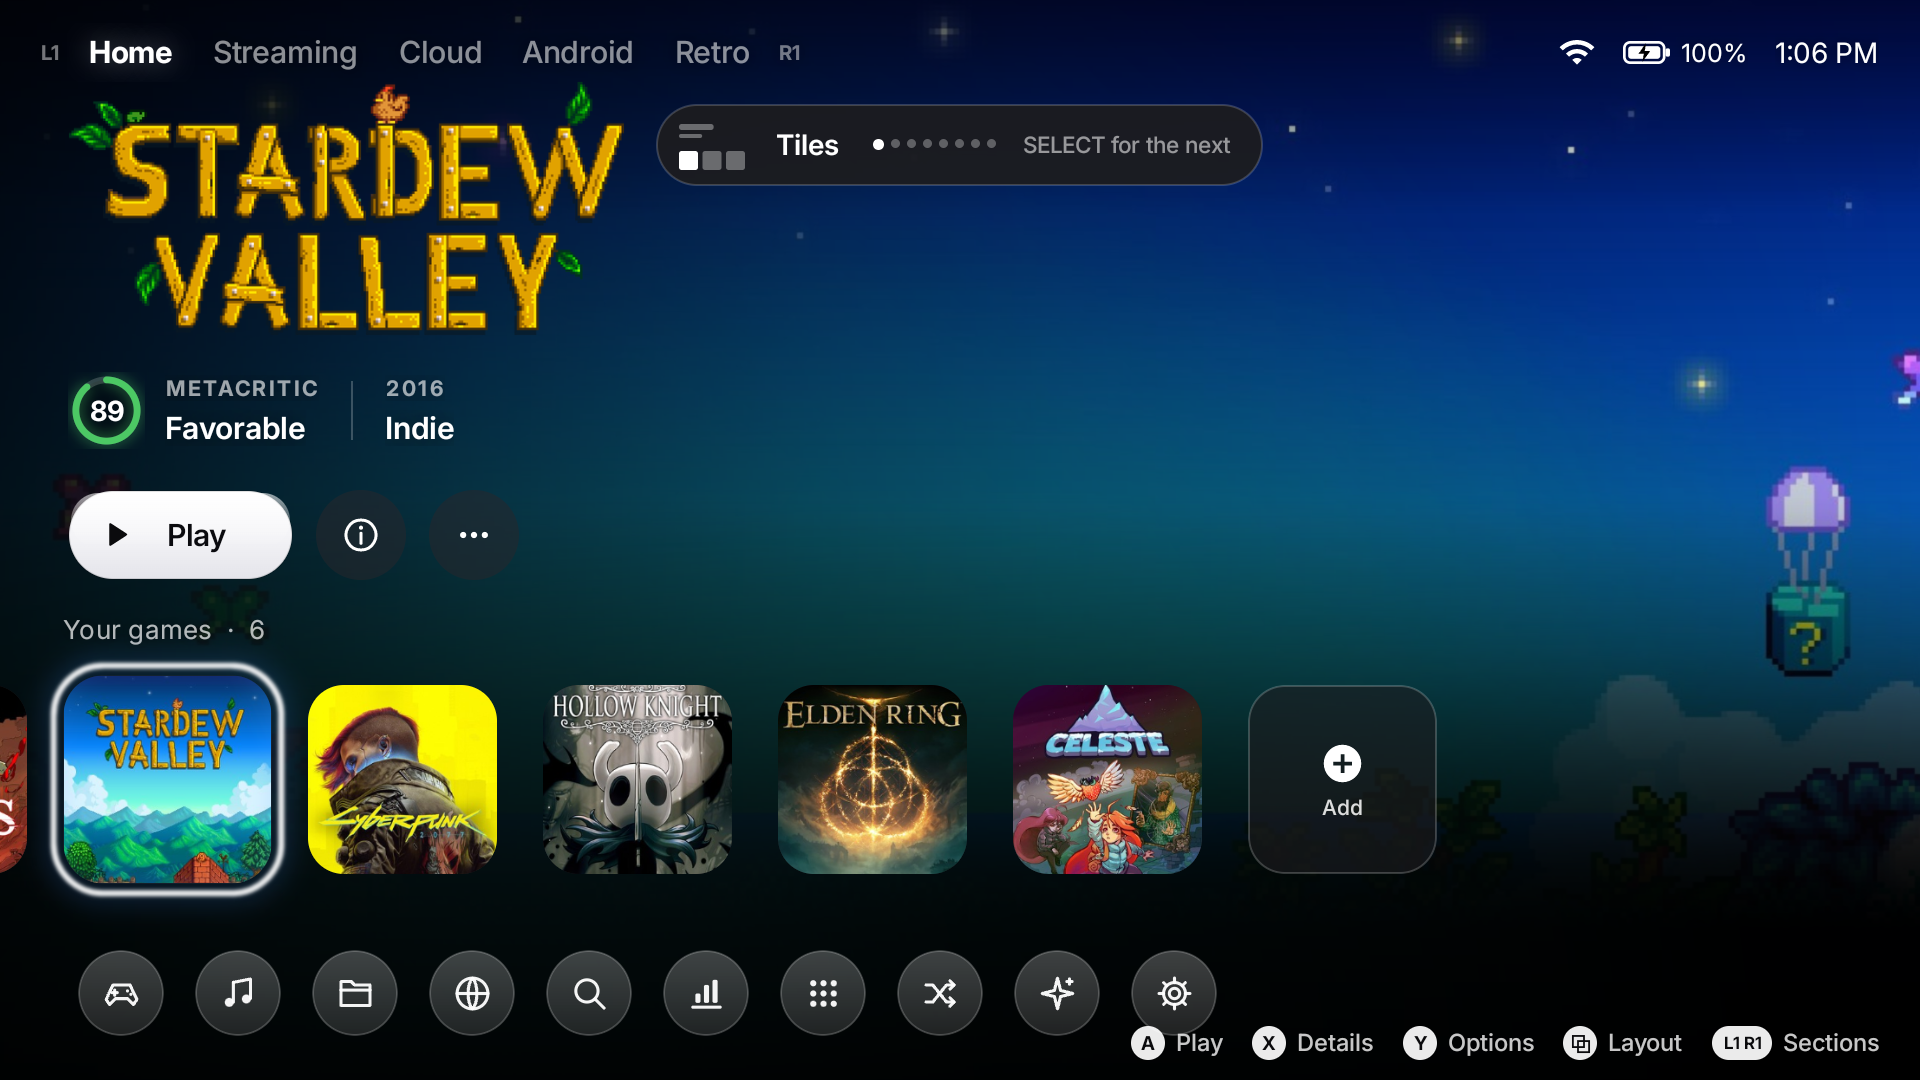 L1 Home Streaming Cloud Android Retro R1
100% 1:06 PM
STARDEW
VALLEY
Tiles SELECT for the next
89
METACRITIC
Favorable
2016
Indie
Play
Your games · 6
S
STARDEW
VALLEY
CYBERPUNK
HOLLOW KNIGHT
ELDEN RING
CELESTE
Add
?
A Play X Details Y Options Layout L1 R1 Sections